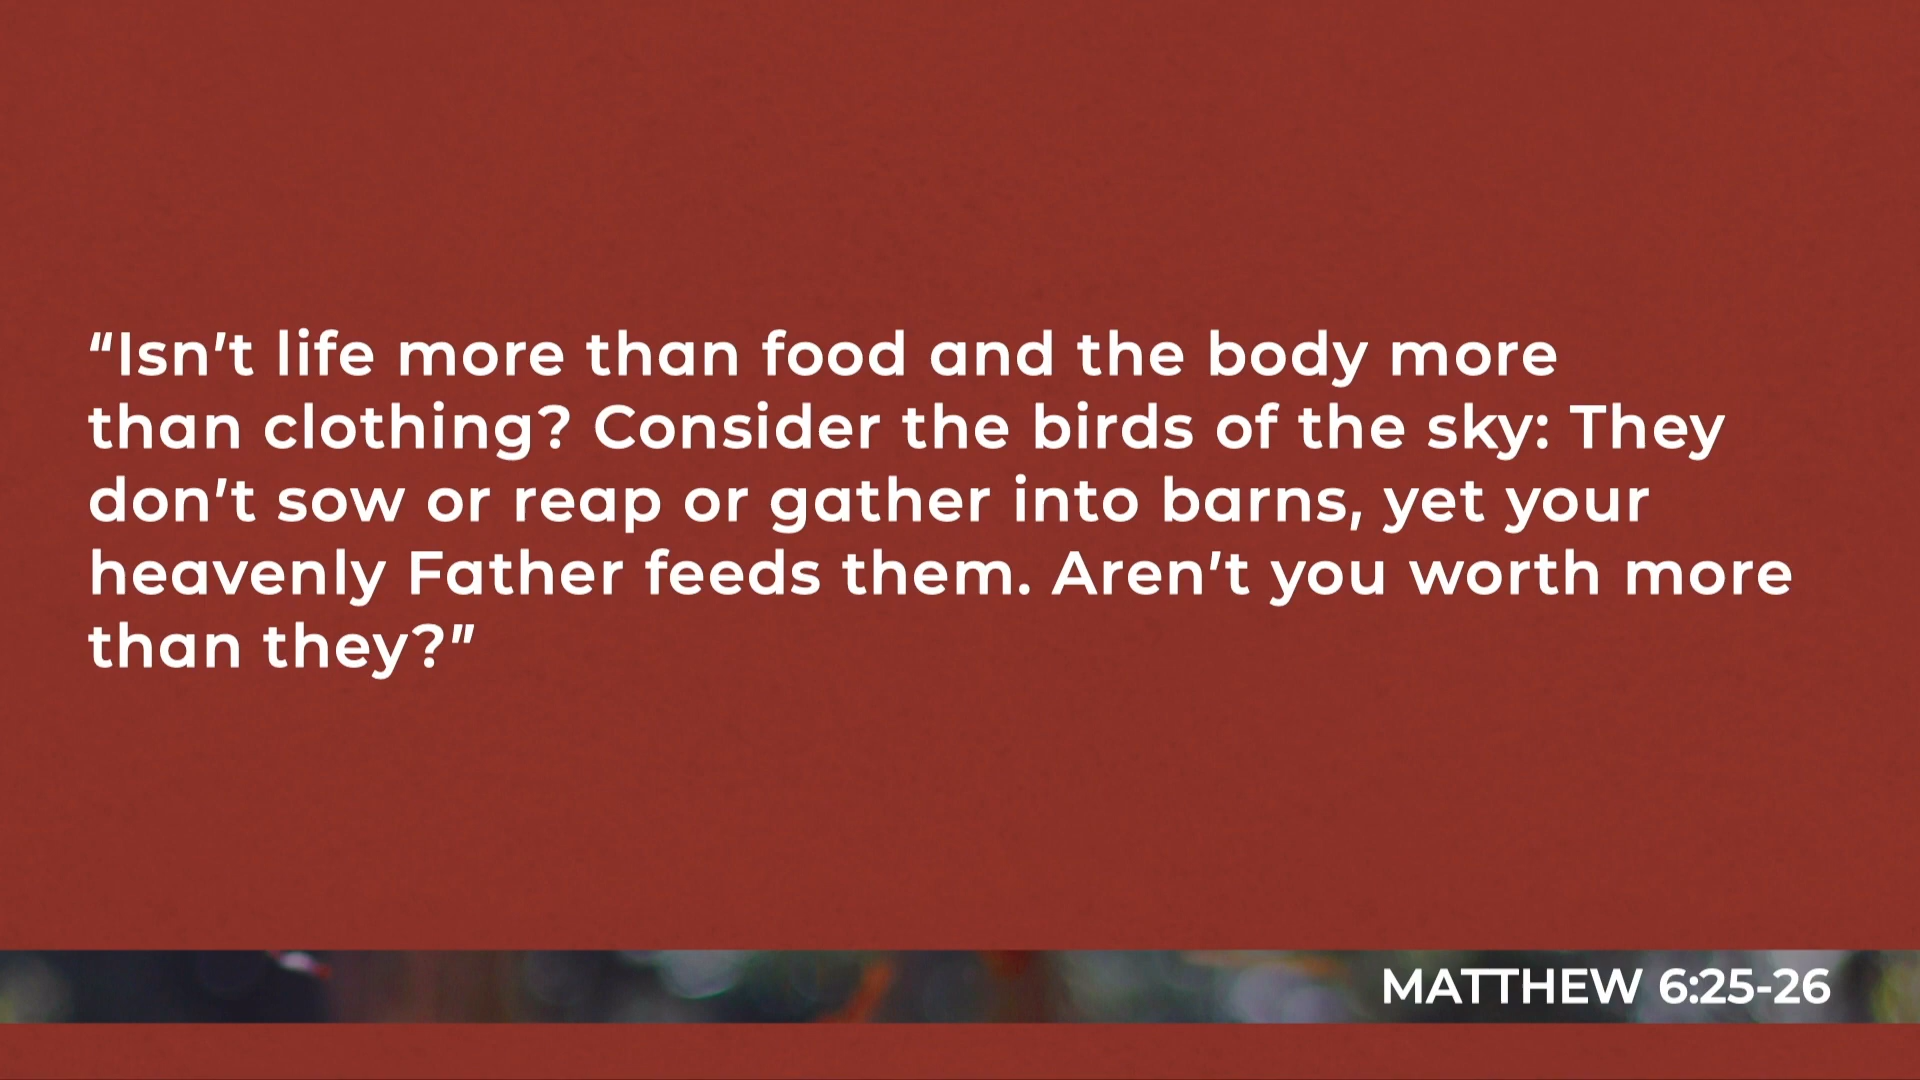 “Isn’t life more than food and the body more
than clothing? Consider the birds of the sky: They
don’t sow or reap or gather into barns, yet your
heavenly Father feeds them. Aren’t you worth more
than they?”
MATTHEW 6:25-26